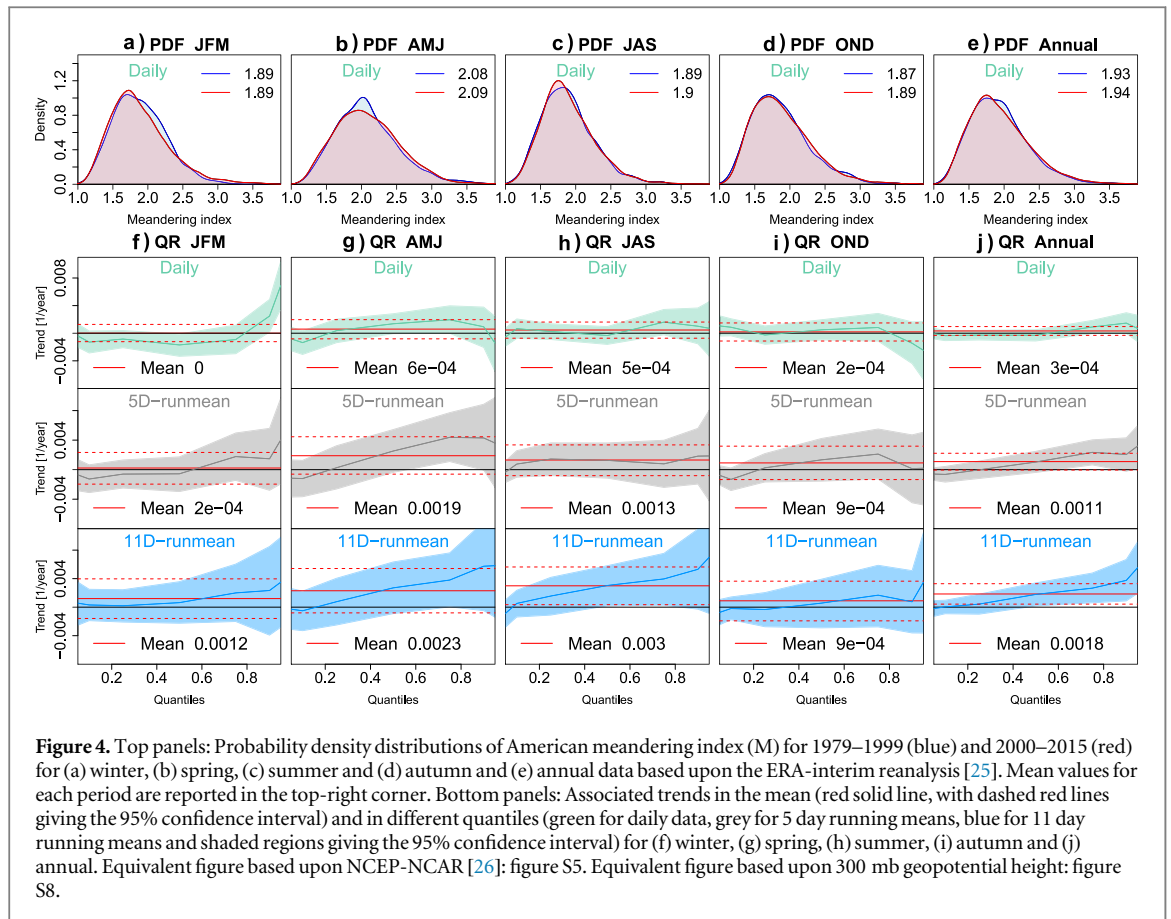 a) PDF JFM
b) PDF AMJ
c) PDF JAS
d) PDF OND
e) PDF Annual
Density
0.0 0.4 0.8 1.2
Daily
1.89
1.89
Daily
2.08
2.09
Daily
1.89
1.9
Daily
1.87
1.89
Daily
1.93
1.94
1.0 1.5 2.0 2.5 3.0 3.5
1.0 1.5 2.0 2.5 3.0 3.5
1.0 1.5 2.0 2.5 3.0 3.5
1.0 1.5 2.0 2.5 3.0 3.5
1.0 1.5 2.0 2.5 3.0 3.5
Meandering index
Meandering index
Meandering index
Meandering index
Meandering index
f) QR JFM
g) QR AMJ
h) QR JAS
i) QR OND
j) QR Annual
Trend [1/year]
−0.004 0.008
Daily
Mean 0
Daily
Mean 6e−04
Daily
Mean 5e−04
Daily
Mean 2e−04
Daily
Mean 3e−04
Trend [1/year]
−0.004 0.004
5D−runmean
Mean 2e−04
5D−runmean
Mean 0.0019
5D−runmean
Mean 0.0013
5D−runmean
Mean 9e−04
5D−runmean
Mean 0.0011
Trend [1/year]
−0.004 0.004
11D−runmean
Mean 0.0012
11D−runmean
Mean 0.0023
11D−runmean
Mean 0.003
11D−runmean
Mean 9e−04
11D−runmean
Mean 0.0018
0.2 0.4 0.6 0.8
0.2 0.4 0.6 0.8
0.2 0.4 0.6 0.8
0.2 0.4 0.6 0.8
0.2 0.4 0.6 0.8
Quantiles
Quantiles
Quantiles
Quantiles
Quantiles
Figure 4. Top panels: Probability density distributions of American meandering index (M) for 1979–1999 (blue) and 2000–2015 (red)
for (a) winter, (b) spring, (c) summer and (d) autumn and (e) annual data based upon the ERA-interim reanalysis [25]. Mean values for
each period are reported in the top-right corner. Bottom panels: Associated trends in the mean (red solid line, with dashed red lines
giving the 95% confidence interval) and in different quantiles (green for daily data, grey for 5 day running means, blue for 11 day
running means and shaded regions giving the 95% confidence interval) for (f) winter, (g) spring, (h) summer, (i) autumn and (j)
annual. Equivalent figure based upon NCEP-NCAR [26]: figure S5. Equivalent figure based upon 300 mb geopotential height: figure
S8.